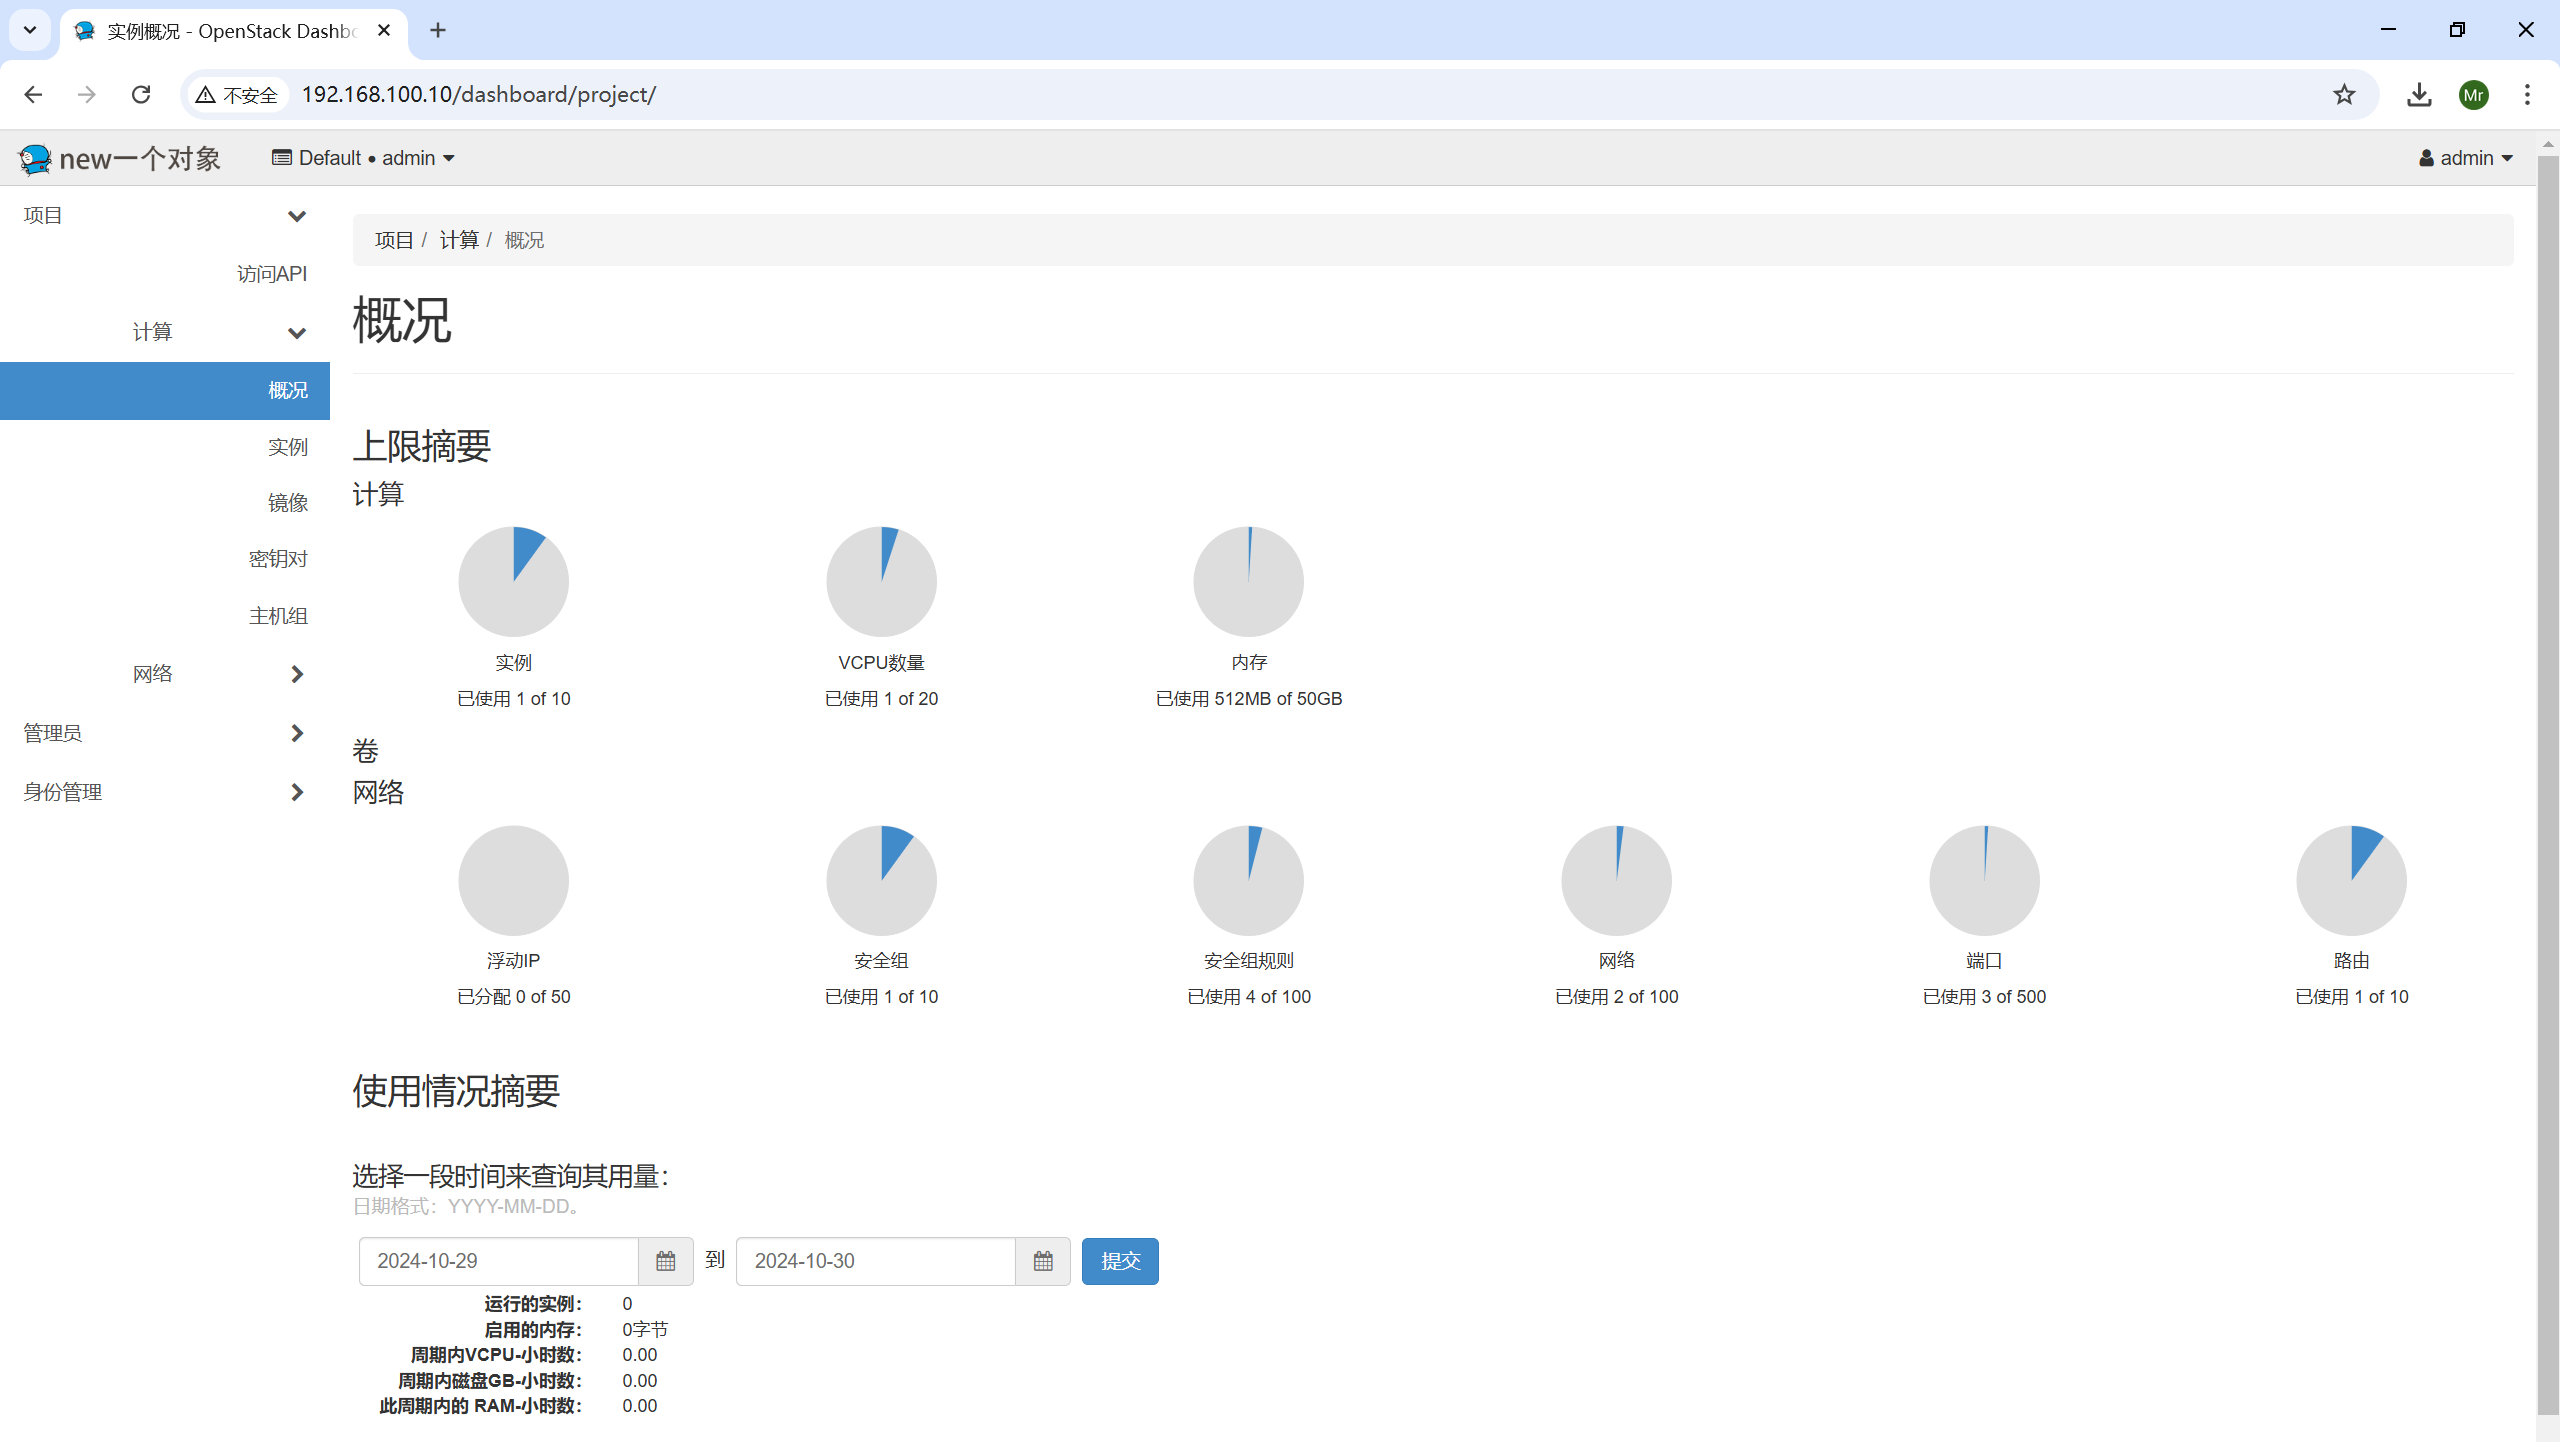 实例概况 - OpenStack Dashbo
不安全 192.168.100.10/dashboard/project/
Mr
new一个对象 Default • admin admin
项目
访问API
计算
概况
实例
镜像
密钥对
主机组
网络
管理员
身份管理
项目 / 计算 / 概况
概况
上限摘要
计算
实例 VCPU数量 内存
已使用 1 of 10 已使用 1 of 20 已使用 512MB of 50GB
卷
网络
浮动IP 安全组 安全组规则 网络 端口 路由
已分配 0 of 50 已使用 1 of 10 已使用 4 of 100 已使用 2 of 100 已使用 3 of 500 已使用 1 of 10
使用情况摘要
选择一段时间来查询其用量：
日期格式：YYYY-MM-DD。
2024-10-29 到 2024-10-30 提交
运行的实例： 0
启用的内存： 0字节
周期内VCPU-小时数： 0.00
周期内磁盘GB-小时数： 0.00
此周期内的 RAM-小时数： 0.00